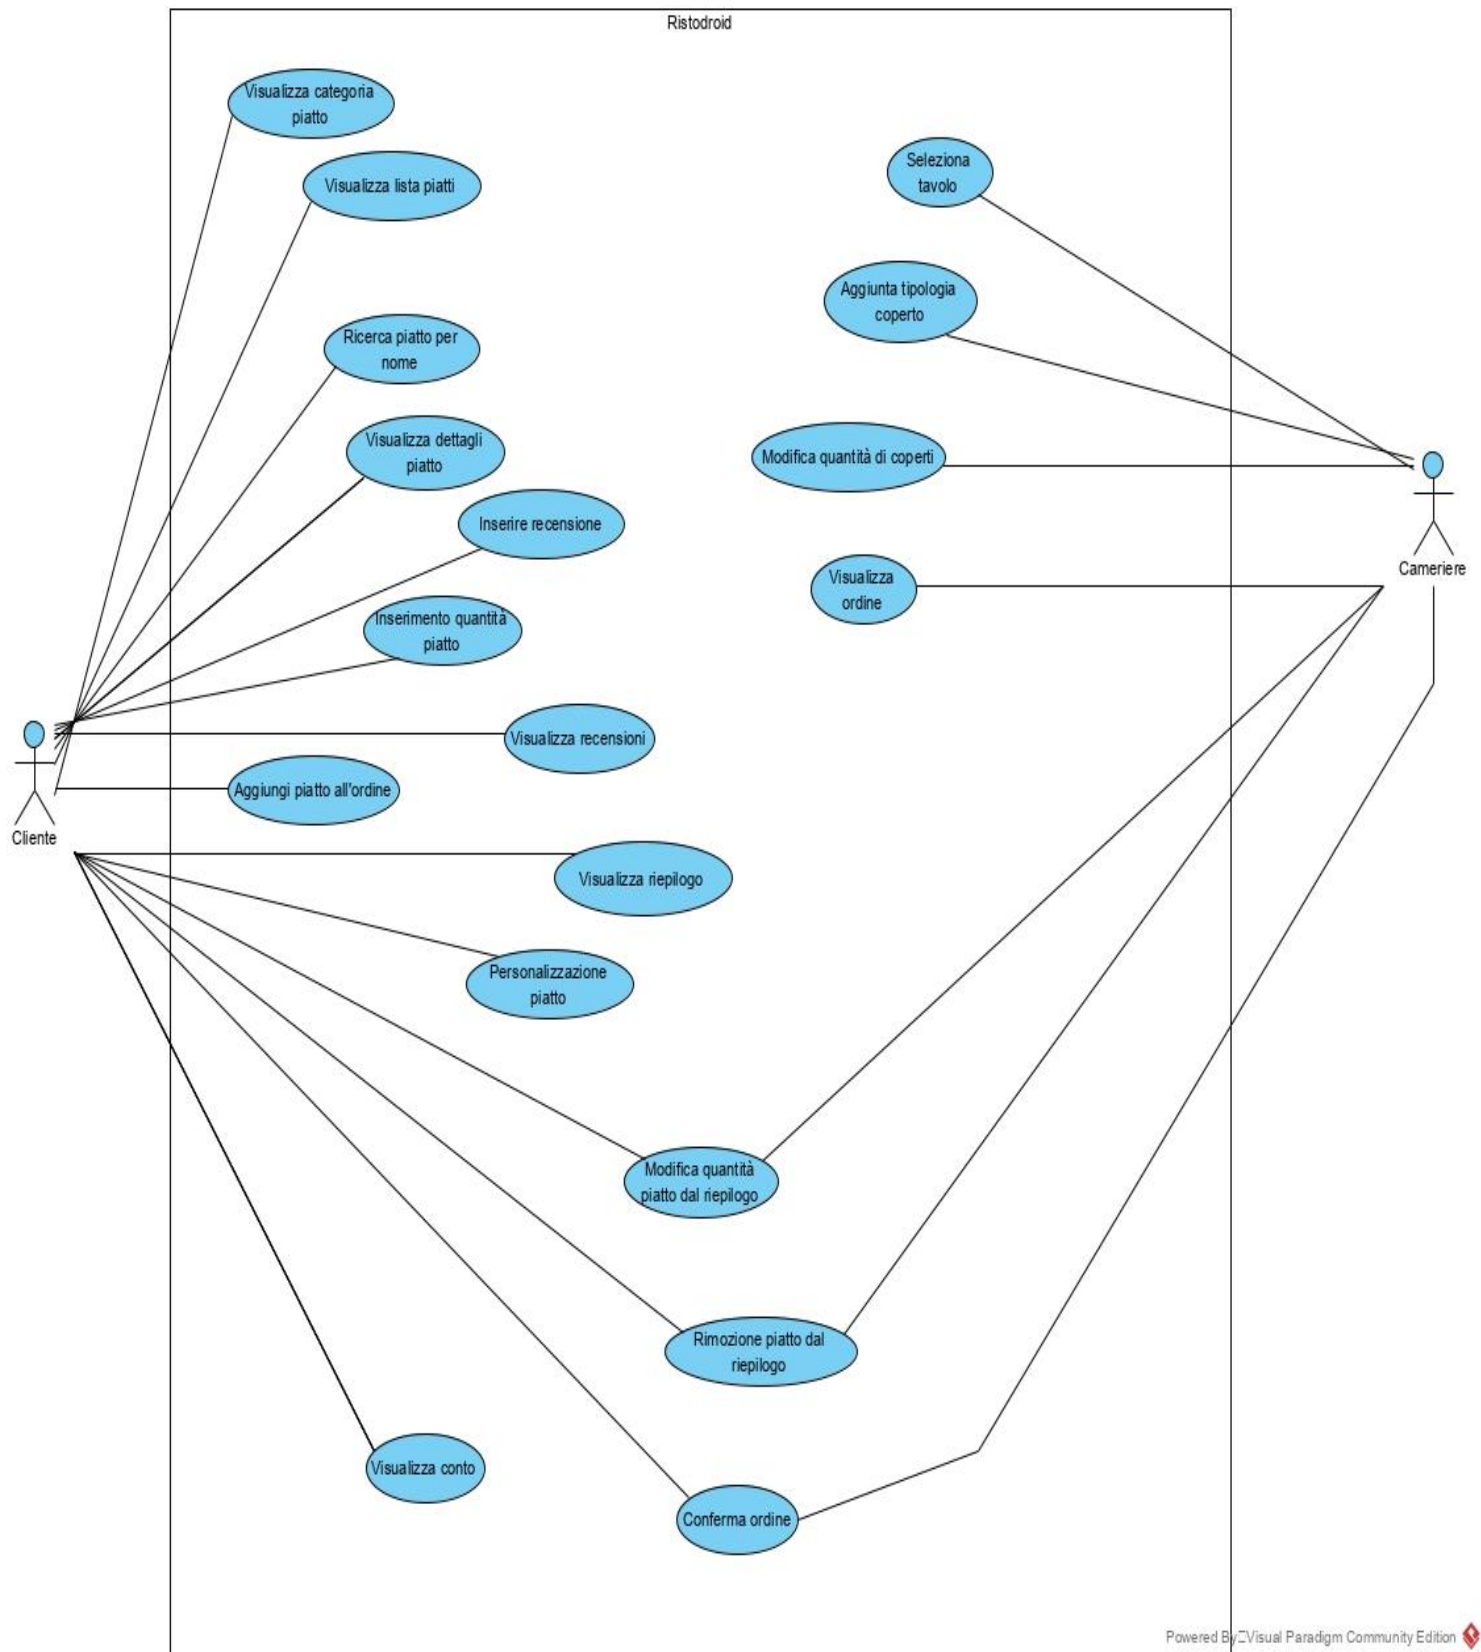 Ristodroid
Visualizza categoria
piatto
Visualizza lista piatti
Seleziona
tavolo
Aggiunta tipologia
coperto
Ricerca piatto per
nome
Visualizza dettagli
piatto
Modifica quantità di coperti
Inserire recensione
Cameriere
Visualizza
ordine
Inserimento quantità
piatto
Visualizza recensioni
Aggiungi piatto all'ordine
Cliente
Visualizza riepilogo
Personalizzazione
piatto
Modifica quantità
piatto dal riepilogo
Rimozione piatto dal
riepilogo
Visualizza conto
Conferma ordine
Powered By Visual Paradigm Community Edition